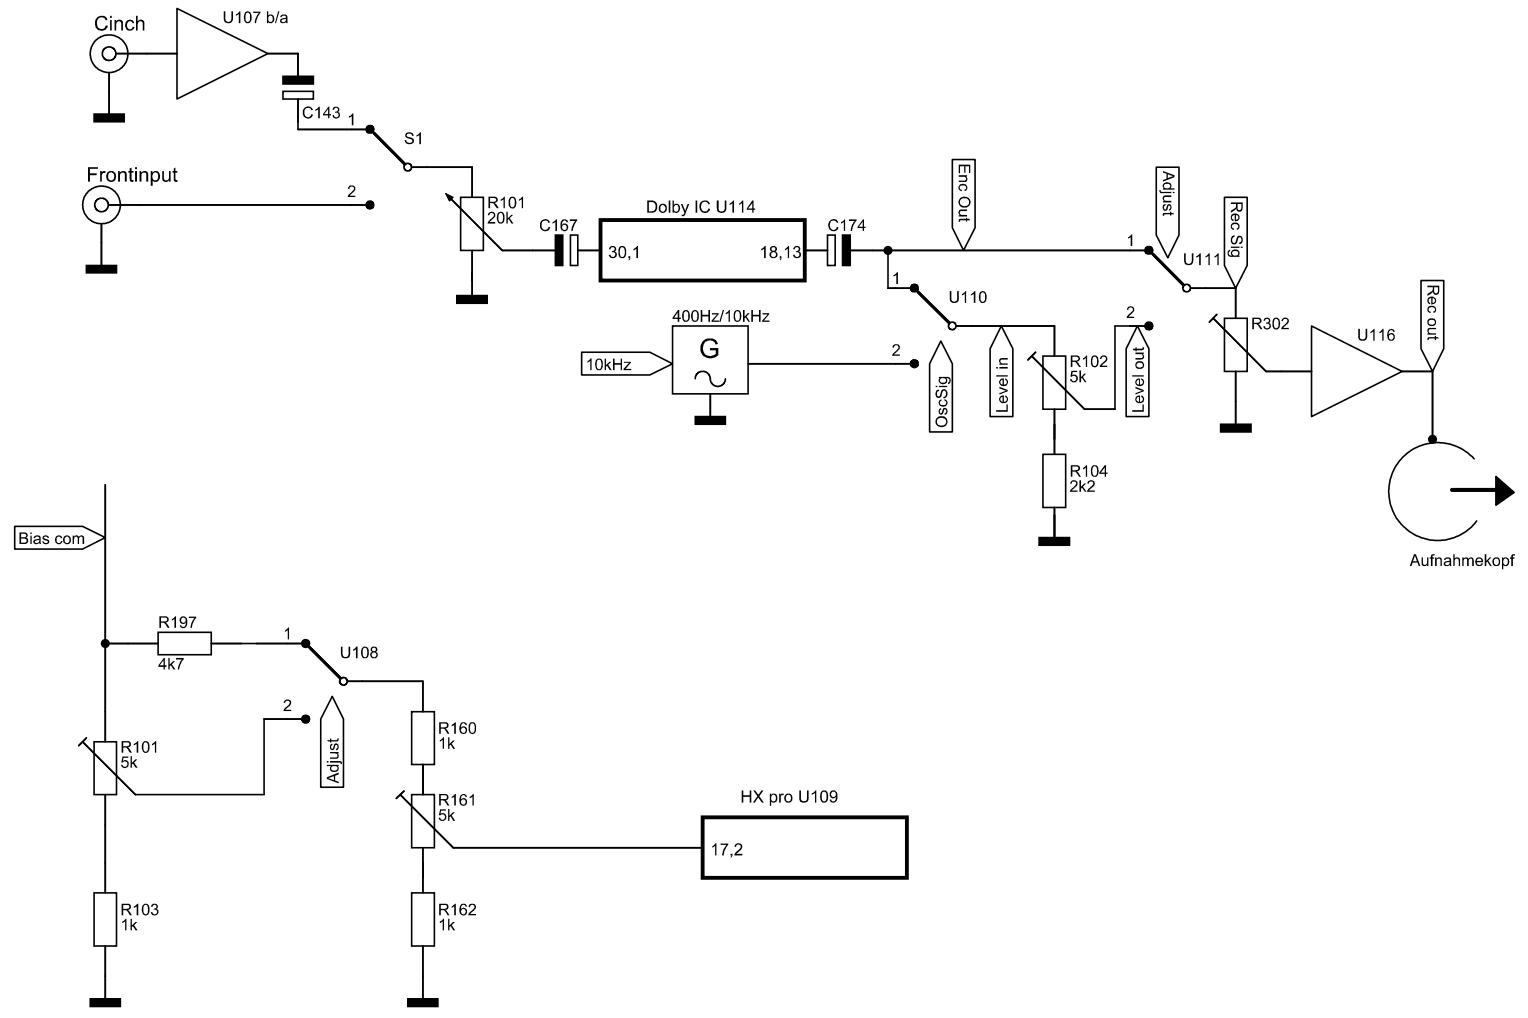 Cinch
U107 b/a
C143
1
S1
Frontinput
2
R101
20k
C167
Dolby IC U114
30,1
18,13
C174
Enc Out
Adjust
1
U111
Rec Sig
1
U110
400Hz/10kHz
G
10kHz
2
OscSig
Level in
R102
5k
2
Level out
R302
U116
Rec out
R104
2k2
Aufnahmekopf
Bias com
R197
4k7
1
U108
2
Adjust
R101
5k
R160
1k
R161
5k
HX pro U109
17,2
R103
1k
R162
1k